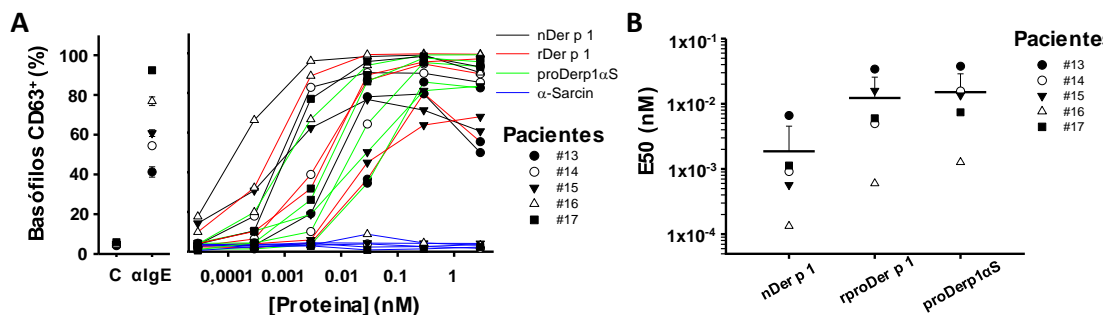 A
Basófilos CD63⁺ (%)
100
80
60
40
20
0
C αIgE
0,0001 0.001 0.01 0.1 1
[Proteina] (nM)
nDer p 1
rDer p 1
proDerp1αS
α-Sarcin
Pacientes
#13
#14
#15
#16
#17
B
E50 (nM)
1x10⁻¹
1x10⁻²
1x10⁻³
1x10⁻⁴
nDer p 1
rproDer p 1
proDerp1αS
Pacientes
#13
#14
#15
#16
#17